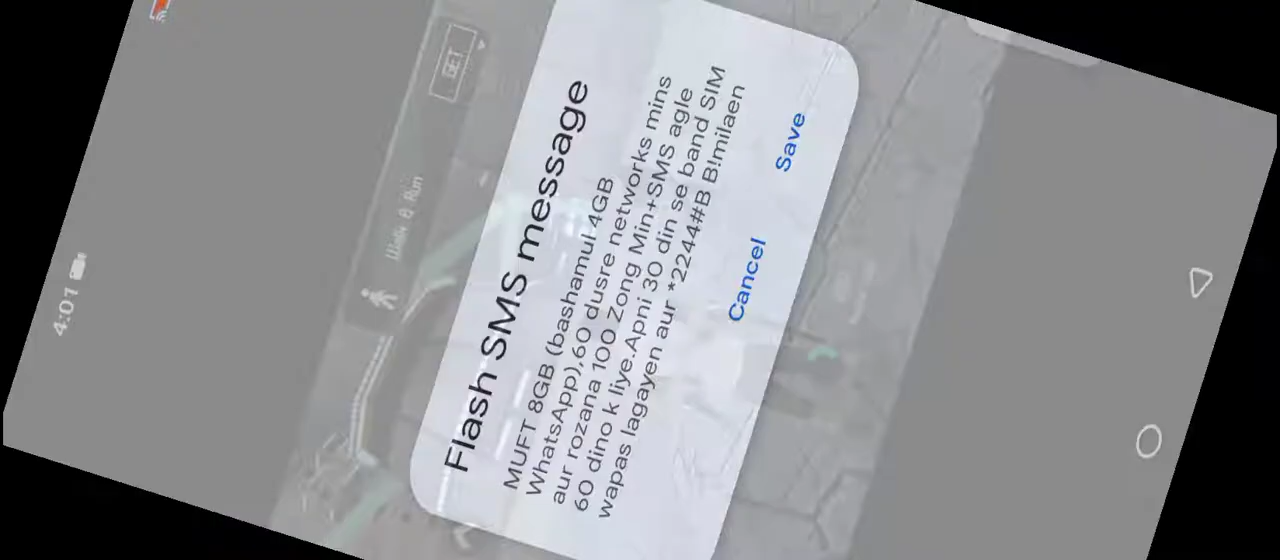 4:01
GET
Walk & Run
Flash SMS message
MUFT 8GB (bashamul 4GB
WhatsApp),60 dusre networks mins
aur rozana 100 Zong Min+SMS agle
60 dino k liye.Apni 30 din se band SIM
wapas lagayen aur *2244#B B!milaen
Cancel
Save